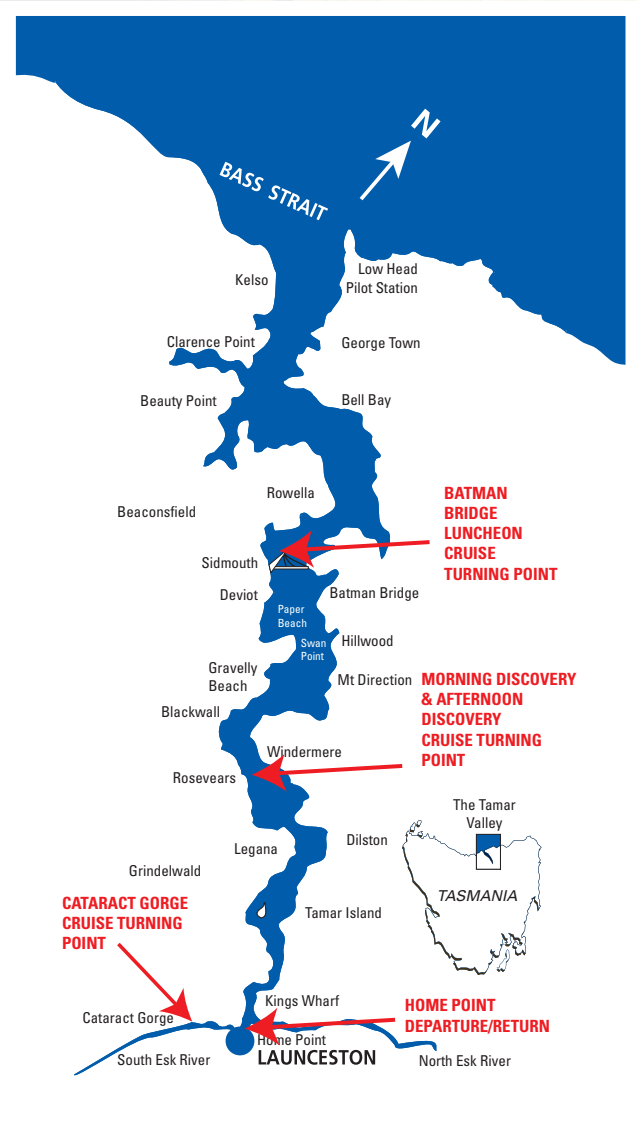 N
BASS STRAIT
Low Head
Pilot Station
Kelso
Clarence Point
George Town
Beauty Point
Bell Bay
Rowella
Beaconsfield
BATMAN
BRIDGE
LUNCHEON
CRUISE
TURNING POINT
Sidmouth
Deviot
Batman Bridge
Paper
Beach
Swan
Point
Hillwood
Gravelly
Beach
Mt Direction
MORNING DISCOVERY
& AFTERNOON
DISCOVERY
CRUISE TURNING
POINT
Blackwall
Windermere
Rosevears
The Tamar
Valley
Dilston
Legana
Grindelwald
TASMANIA
CATARACT GORGE
CRUISE TURNING
POINT
Tamar Island
Kings Wharf
HOME POINT
DEPARTURE/RETURN
Cataract Gorge
Home Point
LAUNCESTON
South Esk River
North Esk River